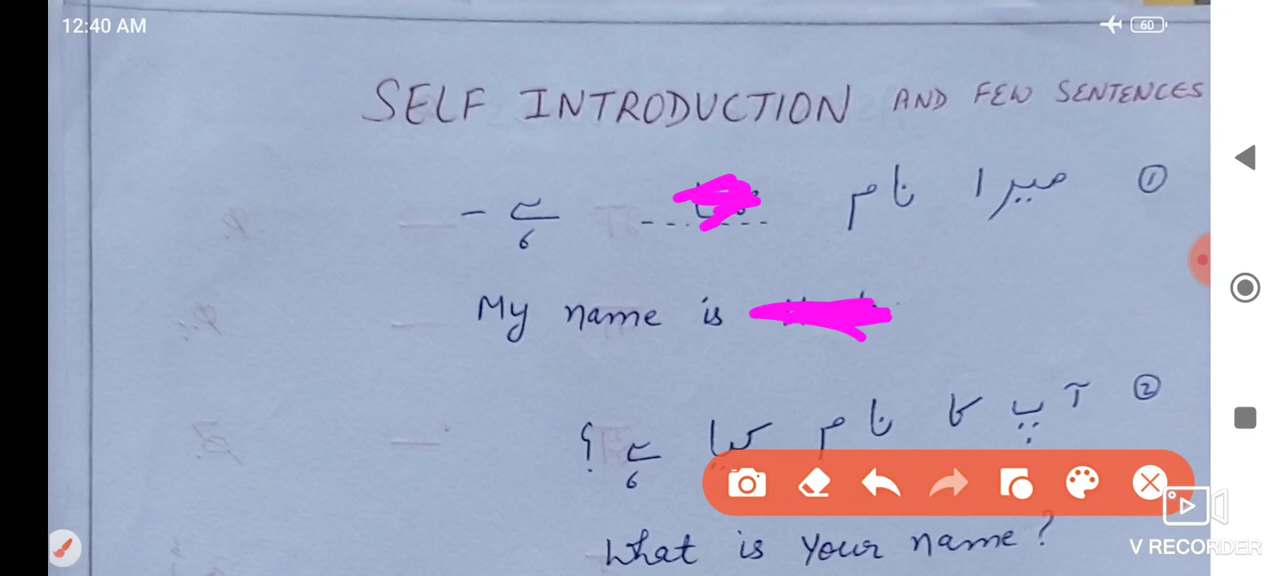 12:40 AM
60
SELF INTRODUCTION AND FEW SENTENCES
① میرا نام ہے -
My name is
② آپ کا نام کیا ہے ؟
What is your name?
V RECORDER